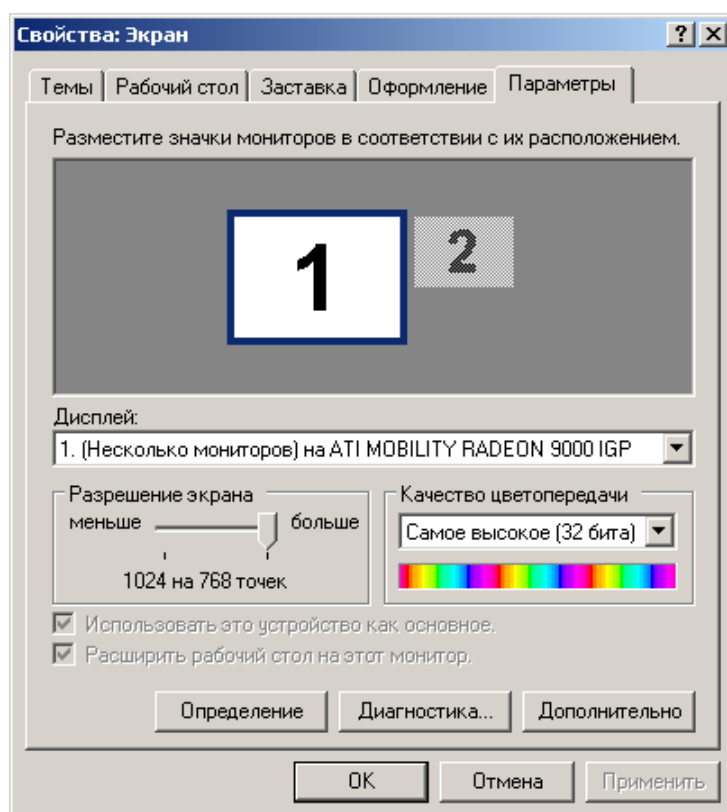 Свойства: Экран
Темы Рабочий стол Заставка Оформление Параметры
Разместите значки мониторов в соответствии с их расположением.
1 2
Дисплей:
1. (Несколько мониторов) на ATI MOBILITY RADEON 9000 IGP
Разрешение экрана
меньше больше
1024 на 768 точек
Качество цветопередачи
Самое высокое (32 бита)
Использовать это устройство как основное.
Расширить рабочий стол на этот монитор.
Определение Диагностика... Дополнительно
OK Отмена Применить